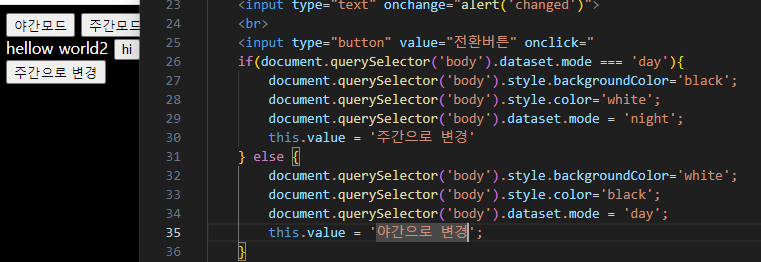 야간모드 주간모드
hellow world2 hi
주간으로 변경
23 <input type="text" onchange="alert('changed')">
24 <br>
25 <input type="button" value="전환버튼" onclick="
26 if(document.querySelector('body').dataset.mode === 'day'){
27 document.querySelector('body').style.backgroundColor='black';
28 document.querySelector('body').style.color='white';
29 document.querySelector('body').dataset.mode = 'night';
30 this.value = '주간으로 변경'
31 } else {
32 document.querySelector('body').style.backgroundColor='white';
33 document.querySelector('body').style.color='black';
34 document.querySelector('body').dataset.mode = 'day';
35 this.value = '야간으로 변경';
36 }